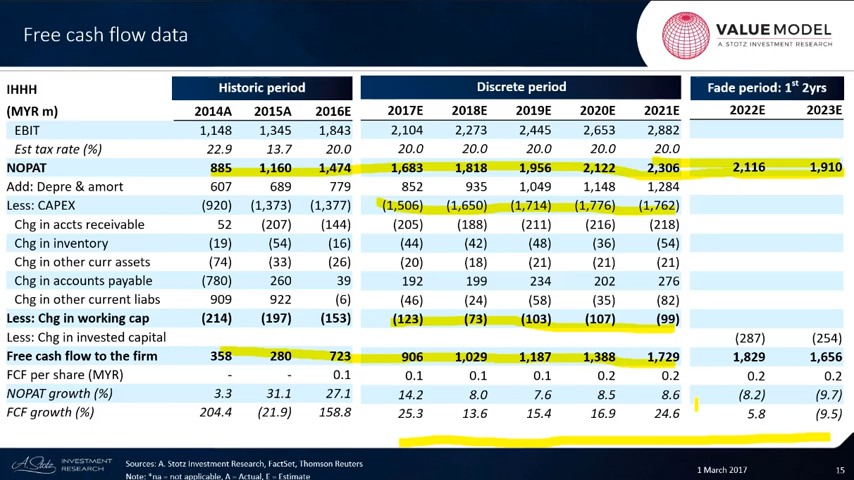 Free cash flow data
VALUE MODEL
A. STOTZ INVESTMENT RESEARCH
IHHH Historic period Discrete period Fade period: 1st 2yrs
(MYR m) 2014A 2015A 2016E 2017E 2018E 2019E 2020E 2021E 2022E 2023E
EBIT 1,148 1,345 1,843 2,104 2,273 2,445 2,653 2,882
Est tax rate (%) 22.9 13.7 20.0 20.0 20.0 20.0 20.0 20.0
NOPAT 885 1,160 1,474 1,683 1,818 1,956 2,122 2,306 2,116 1,910
Add: Depre & amort 607 689 779 852 935 1,049 1,148 1,284
Less: CAPEX (920) (1,373) (1,377) (1,506) (1,650) (1,714) (1,776) (1,762)
Chg in accts receivable 52 (207) (144) (205) (188) (211) (216) (218)
Chg in inventory (19) (54) (16) (44) (42) (48) (36) (54)
Chg in other curr assets (74) (33) (26) (20) (18) (21) (21) (21)
Chg in accounts payable (780) 260 39 192 199 234 202 276
Chg in other current liabs 909 922 (6) (46) (24) (58) (35) (82)
Less: Chg in working cap (214) (197) (153) (123) (73) (103) (107) (99)
Less: Chg in invested capital (287) (254)
Free cash flow to the firm 358 280 723 906 1,029 1,187 1,388 1,729 1,829 1,656
FCF per share (MYR) - - 0.1 0.1 0.1 0.1 0.2 0.2 0.2 0.2
NOPAT growth (%) 3.3 31.1 27.1 14.2 8.0 7.6 8.5 8.6 (8.2) (9.7)
FCF growth (%) 204.4 (21.9) 158.8 25.3 13.6 15.4 16.9 24.6 5.8 (9.5)
A. Stotz INVESTMENT RESEARCH
Sources: A. Stotz Investment Research, FactSet, Thomson Reuters
Note: *na = not applicable, A = Actual, E = Estimate
1 March 2017 15